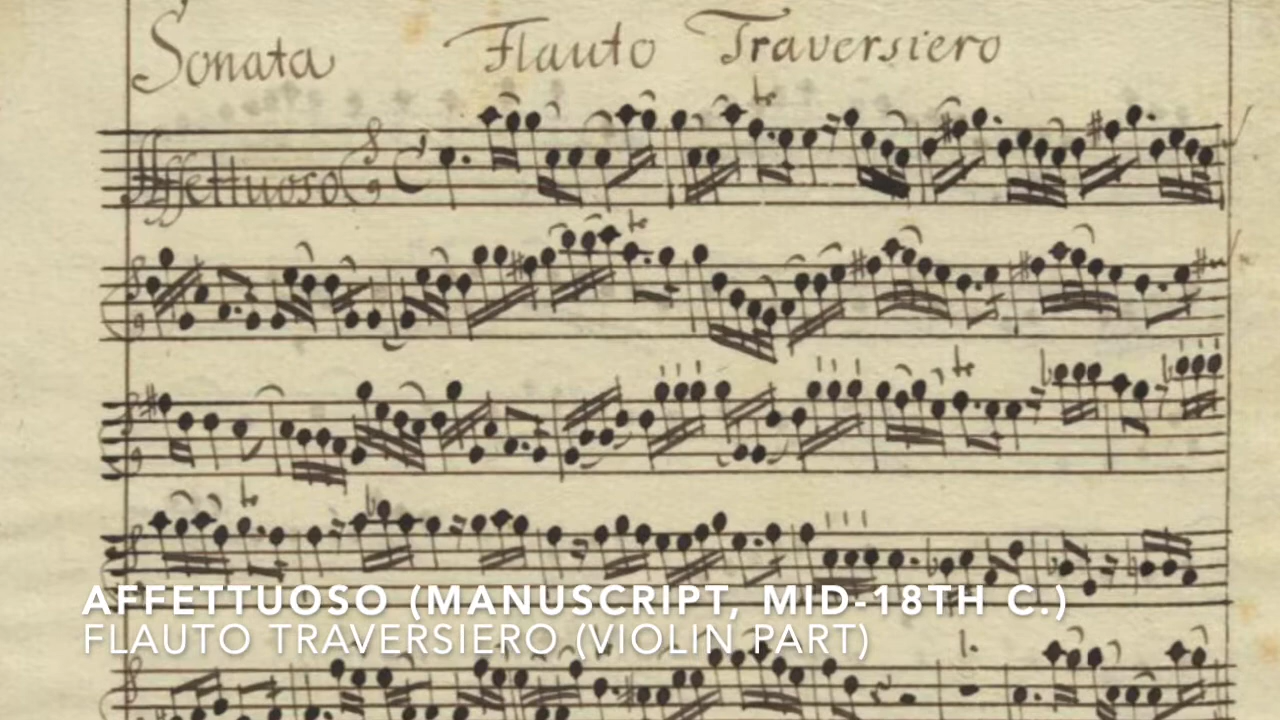 Sonata Flauto Traversiero
Affettuoso
AFFETTUOSO (MANUSCRIPT, MID-18TH C.)
FLAUTO TRAVERSIERO (VIOLIN PART)